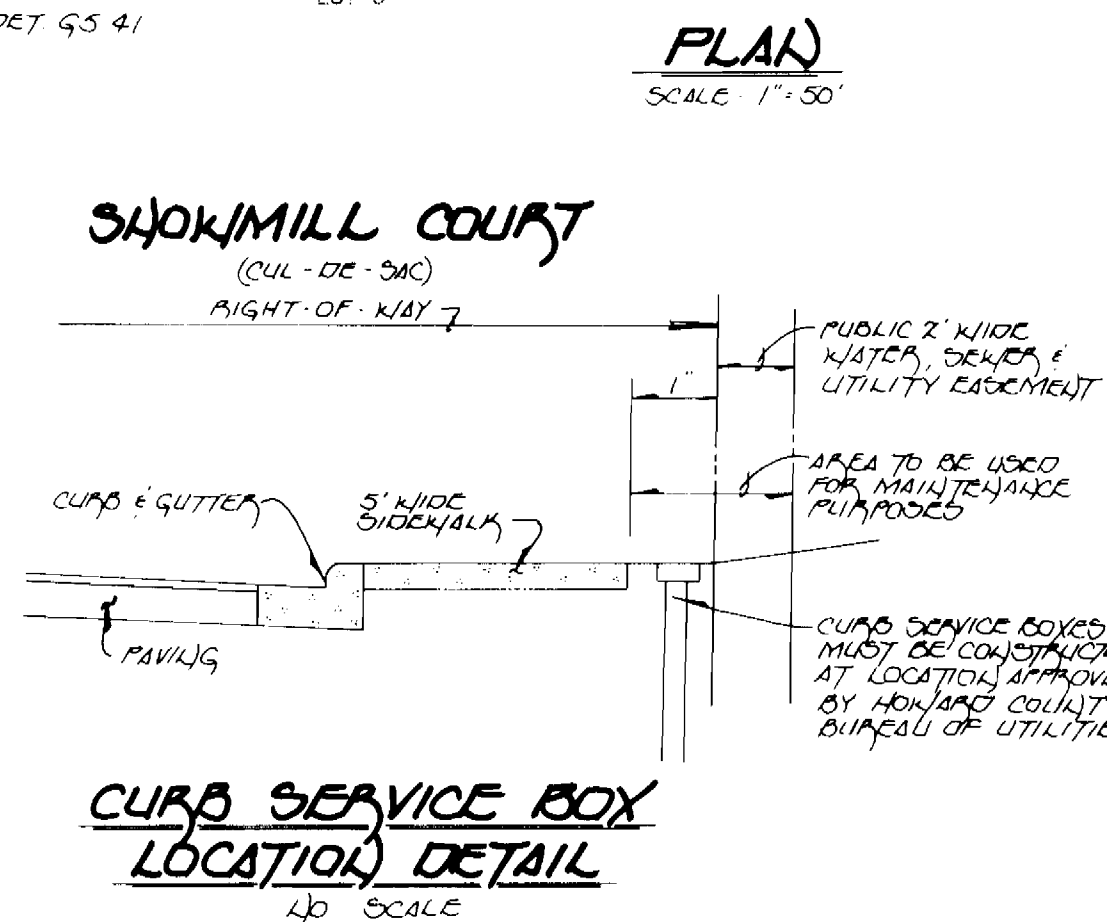 DET. G5 41
PLAN
SCALE - 1" = 50'
SNOWMILL COURT
(CUL - DE - SAC)
RIGHT - OF - WAY
PUBLIC 2' WIDE
WATER, SEWER &
UTILITY EASEMENT
1"
AREA TO BE USED
FOR MAINTENANCE
PURPOSES
CURB & GUTTER
5' WIDE
SIDEWALK
PAVING
CURB SERVICE BOXES
MUST BE CONSTRUCT
AT LOCATION APPROV
BY HOWARD COUNT
BUREAU OF UTILITIE
CURB SERVICE BOX
LOCATION DETAIL
NO SCALE